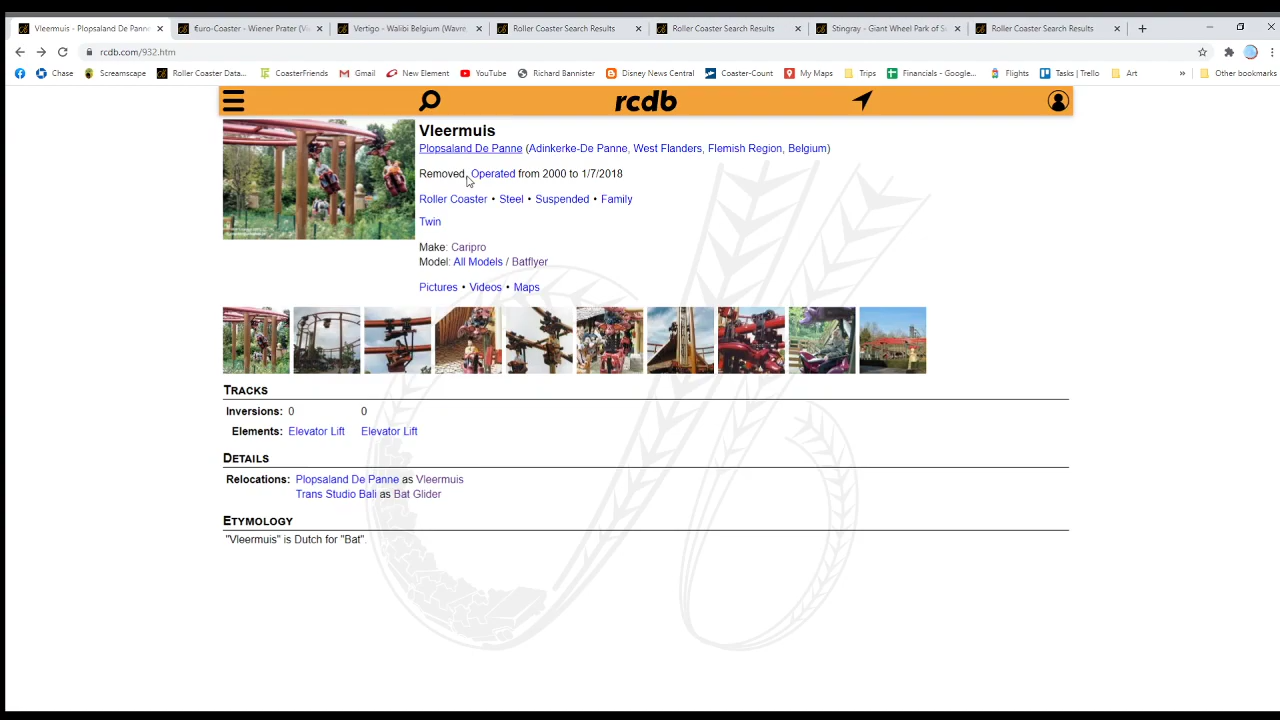 Vleermuis - Plopsaland De Panne
€uro-Coaster - Wiener Prater (Vi
Vertigo - Walibi Belgium (Wavre
Roller Coaster Search Results
Roller Coaster Search Results
Stingray - Giant Wheel Park of S
Roller Coaster Search Results
rcdb.com/932.htm
Chase
Screamscape
Roller Coaster Data...
CoasterFriends
Gmail
New Element
YouTube
Richard Bannister
Disney News Central
Coaster-Count
My Maps
Trips
Financials - Google...
Flights
Tasks | Trello
Art
»
Other bookmarks
rcdb
Vleermuis
Plopsaland De Panne (Adinkerke-De Panne, West Flanders, Flemish Region, Belgium)
Removed, Operated from 2000 to 1/7/2018
Roller Coaster • Steel • Suspended • Family
Twin
Make: Caripro
Model: All Models / Batflyer
Pictures • Videos • Maps
TRACKS
Inversions: 0 0
Elements: Elevator Lift Elevator Lift
DETAILS
Relocations: Plopsaland De Panne as Vleermuis
Trans Studio Bali as Bat Glider
ETYMOLOGY
"Vleermuis" is Dutch for "Bat".